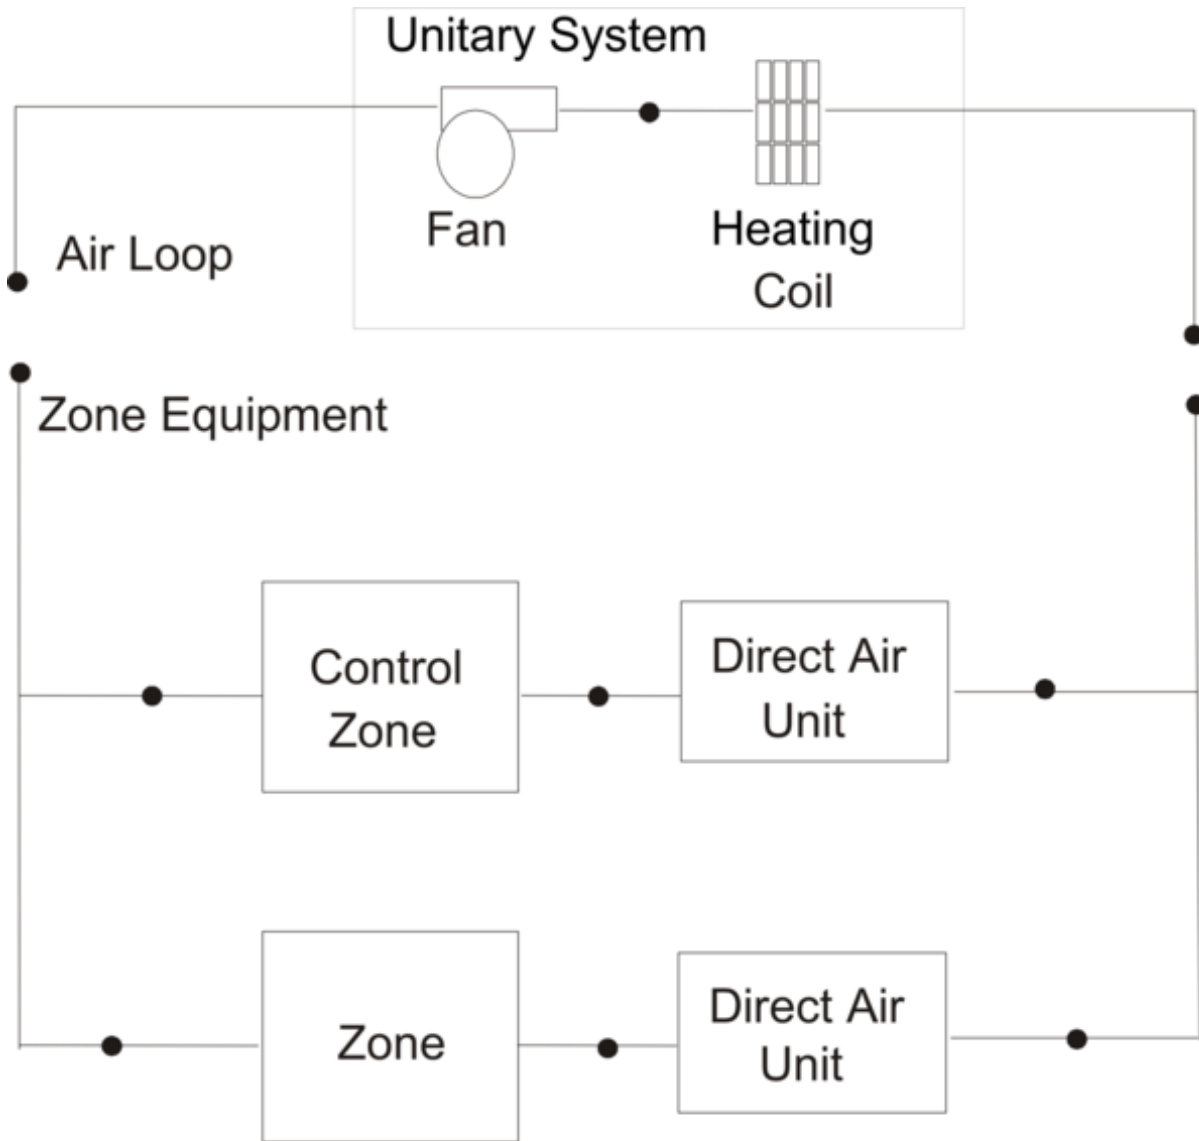 Unitary System
Fan
Heating
Coil
Air Loop
Zone Equipment
Control
Zone
Direct Air
Unit
Zone
Direct Air
Unit